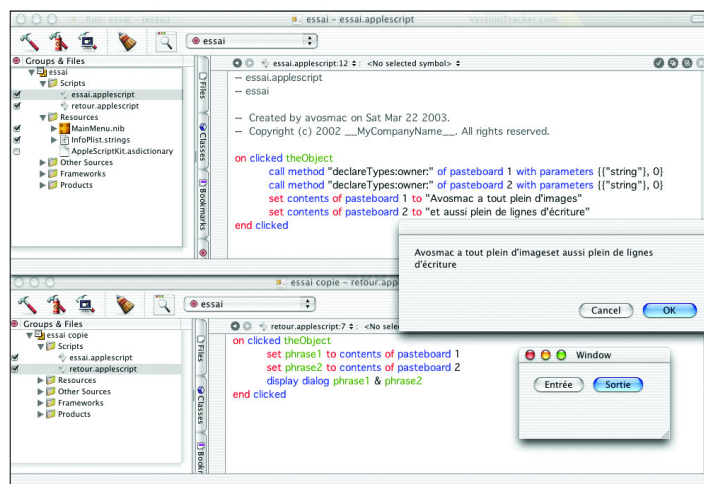 Run: essai - (essai)
essai – essai.applescript
VersionTracker.com
essai
Groups & Files
essai
Scripts
essai.applescript
retour.applescript
Resources
MainMenu.nib
InfoPlist.strings
AppleScriptKit.asdictionary
Other Sources
Frameworks
Products
Files
Classes
Bookmarks
essai.applescript:12 : <No selected symbol>
-- essai.applescript
-- essai
-- Created by avosmac on Sat Mar 22 2003.
-- Copyright (c) 2002 __MyCompanyName__. All rights reserved.
on clicked theObject
call method "declareTypes:owner:" of pasteboard 1 with parameters {{"string"}, 0}
call method "declareTypes:owner:" of pasteboard 2 with parameters {{"string"}, 0}
set contents of pasteboard 1 to "Avosmac a tout plein d'images"
set contents of pasteboard 2 to "et aussi plein de lignes d'écriture"
end clicked
Avosmac a tout plein d'imageset aussi plein de lignes
d'écriture
Cancel
OK
essai copie – retour.app
essai
Groups & Files
essai copie
Scripts
essai.applescript
retour.applescript
Resources
Other Sources
Frameworks
Products
Files
Classes
Bookr
retour.applescript:7 : <No selec
on clicked theObject
set phrase1 to contents of pasteboard 1
set phrase2 to contents of pasteboard 2
display dialog phrase1 & phrase2
end clicked
Window
Entrée
Sortie